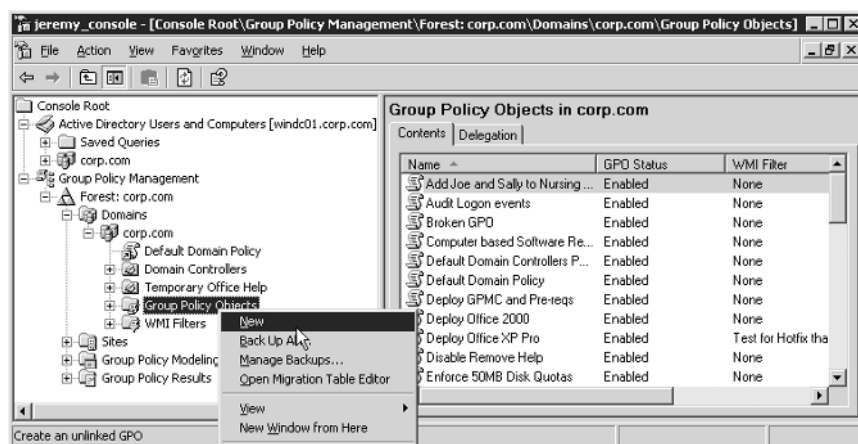 jeremy_console - [Console Root\Group Policy Management\Forest: corp.com\Domains\corp.com\Group Policy Objects]
File Action View Favorites Window Help
Console Root
Active Directory Users and Computers [windc01.corp.com]
Saved Queries
corp.com
Group Policy Management
Forest: corp.com
Domains
corp.com
Default Domain Policy
Domain Controllers
Temporary Office Help
Group Policy Objects
WMI Filters
Sites
Group Policy Modeling
Group Policy Results
New
Back Up
Manage Backups...
Open Migration Table Editor
View
New Window from Here
Group Policy Objects in corp.com
Contents Delegation
Name GPO Status WMI Filter
Add Joe and Sally to Nursing ... Enabled None
Audit Logon events Enabled None
Broken GPO Enabled None
Computer based Software Re... Enabled None
Default Domain Controllers P... Enabled None
Default Domain Policy Enabled None
Deploy GPMC and Pre-reqs Enabled None
Deploy Office 2000 Enabled None
Deploy Office XP Pro Enabled Test for Hotfix tha
Disable Remove Help Enabled None
Enforce 50MB Disk Quotas Enabled None
Create an unlinked GPO